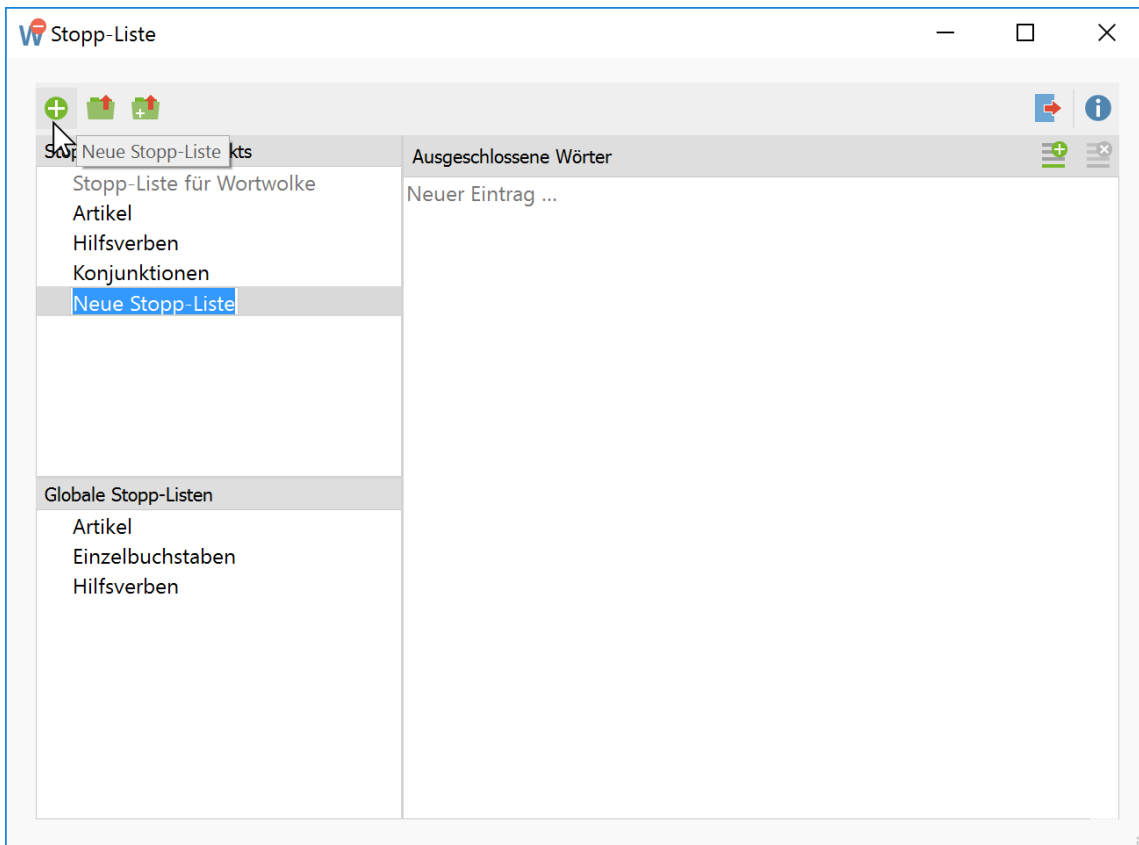 Stopp-Liste
Neue Stopp-Liste
kts
Stopp-Liste für Wortwolke
Artikel
Hilfsverben
Konjunktionen
Neue Stopp-Liste
Globale Stopp-Listen
Artikel
Einzelbuchstaben
Hilfsverben
Ausgeschlossene Wörter
Neuer Eintrag ...